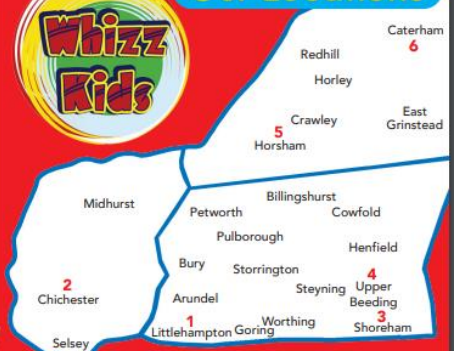 Whizz
Kids
Caterham
6
Redhill
Horley
Crawley
East
Grinstead
5
Horsham
Midhurst
Billingshurst
Petworth
Cowfold
Pulborough
Henfield
Bury
Storrington
4
2
Steyning
Upper
Chichester
Arundel
Beeding
1
Worthing
3
Littlehampton
Goring
Shoreham
Selsey